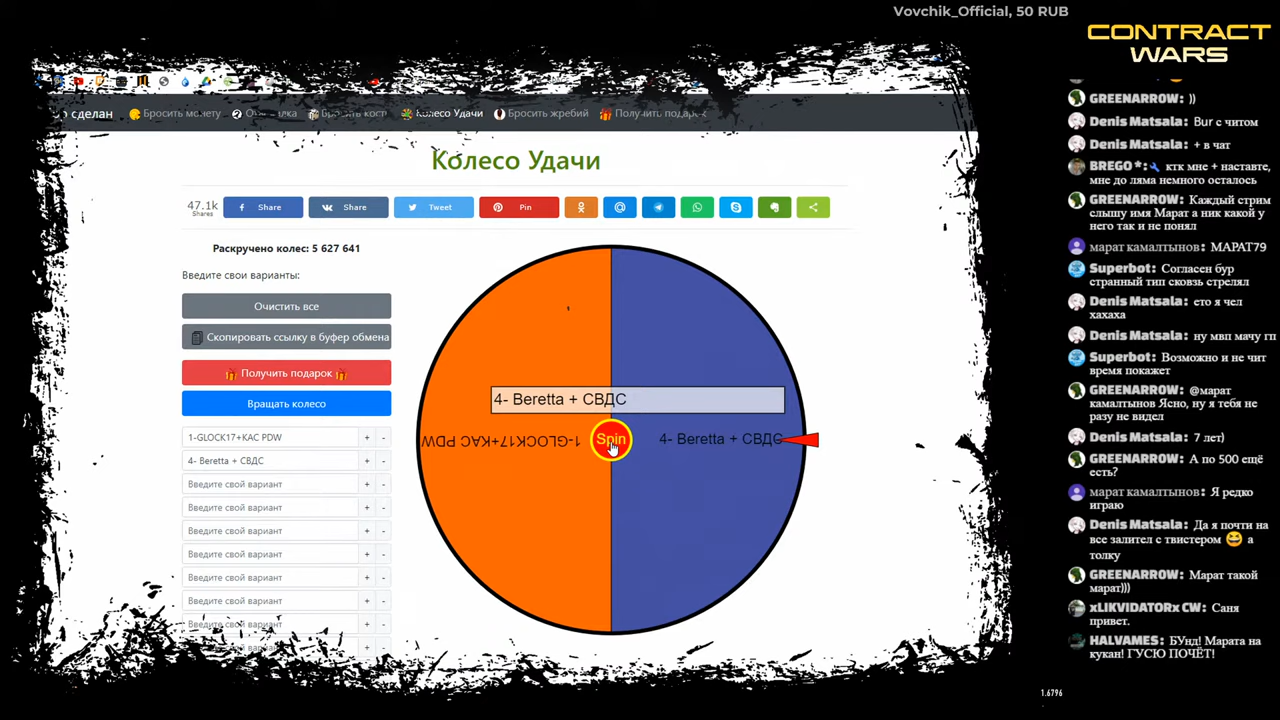 Vovchik_Official, 50 RUB
CONTRACT
WARS
сделан
Бросить монету
Бросить кости
Колесо Удачи
Бросить жребий
Получить подарок
Колесо Удачи
47.1k
Shares
Share
Share
Tweet
Pin
Раскручено колес: 5 627 641
Введите свои варианты:
Очистить все
Скопировать ссылку в буфер обмена
Получить подарок
Вращать колесо
1-GLOCK17+KAC PDW + -
4- Beretta + СВДС + -
Введите свой вариант + -
Введите свой вариант + -
Введите свой вариант + -
Введите свой вариант + -
Введите свой вариант + -
Введите свой вариант + -
Введите свой вариант + -
4- Beretta + СВДС
1-GLOCK17+KAC PDW
Spin
4- Beretta + СВДС
GREENARROW: ))
Denis Matsala: Bur с читом
Denis Matsala: + в чат
BREGO *: ктк мне + наставте,
мне до ляма немного осталось
GREENARROW: Каждый стрим
слышу имя Марат а ник какой у
него так и не понял
марат камалтынов: МАРАТ79
Superbot: Согласен бур
странный тип сковзь стрелял
Denis Matsala: ето я чел
хахаха
Denis Matsala: ну мвп мачу гп
Superbot: Возможно и не чит
время покажет
GREENARROW: @марат
камалтынов Ясно, ну я тебя не
разу не видел
Denis Matsala: 7 лет)
GREENARROW: А по 500 ещё
есть?
марат камалтынов: Я редко
играю
Denis Matsala: Да я почти на
все залител с твистером 😆 а
толку
GREENARROW: Марат такой
марат)))
xLIKVIDATORx CW: Саня
привет.
HALVAMES: БУнд! Марата на
кукан! ГУСЮ ПОЧЁТ!
1.6796